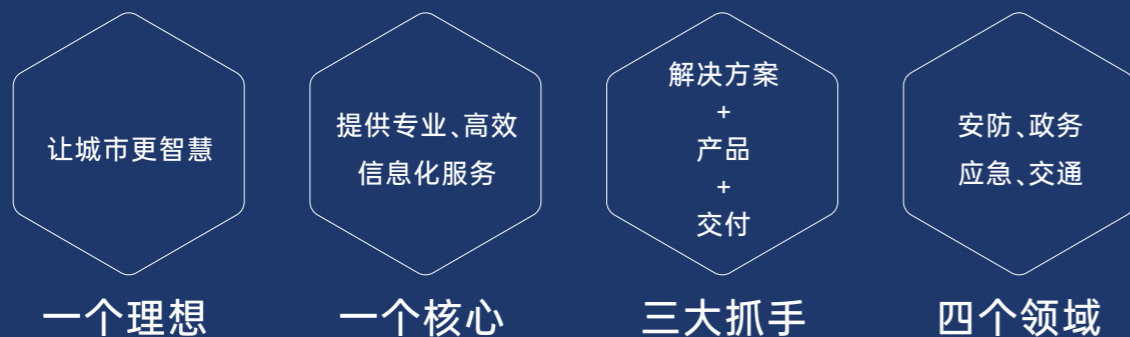 让城市更智慧
一个理想
提供专业、高效
信息化服务
一个核心
解决方案
+
产品
+
交付
三大抓手
安防、政务
应急、交通
四个领域